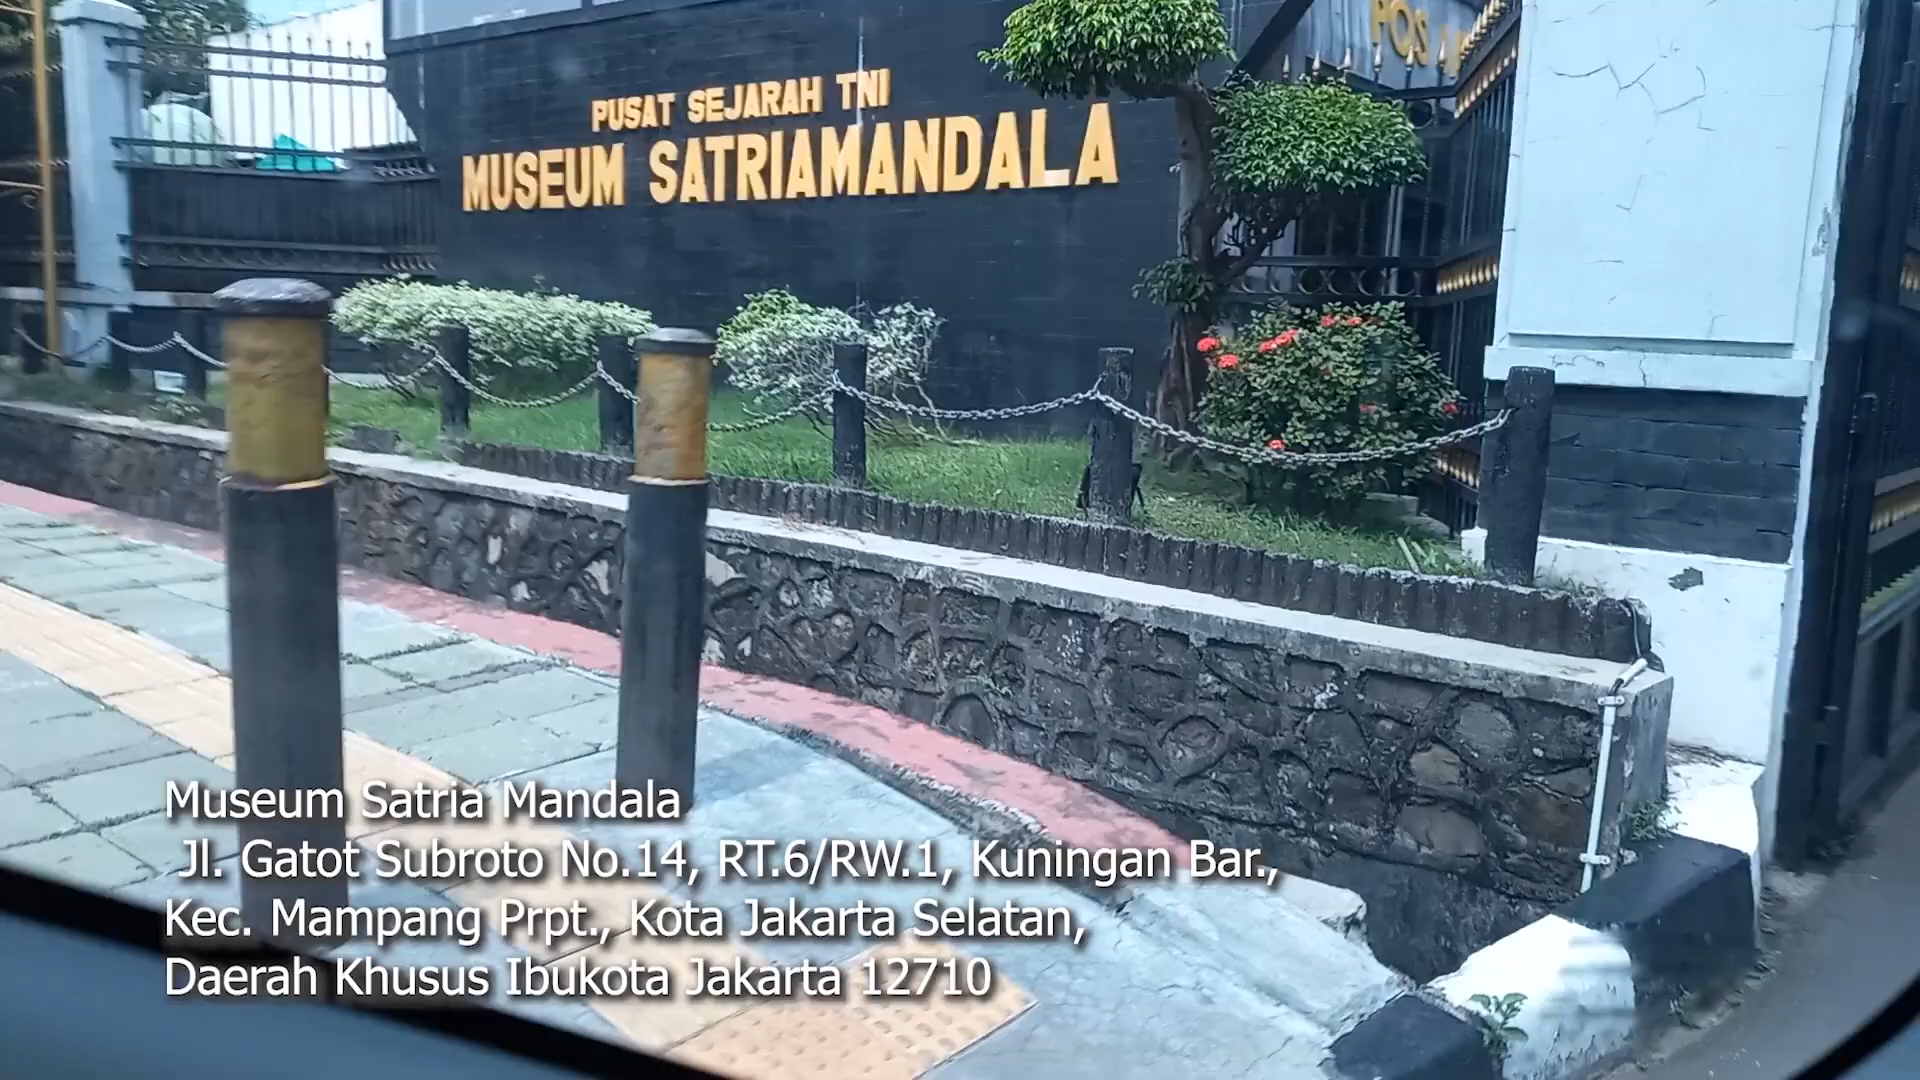 PUSAT SEJARAH TNI
MUSEUM SATRIAMANDALA
POS
Museum Satria Mandala
Jl. Gatot Subroto No.14, RT.6/RW.1, Kuningan Bar.,
Kec. Mampang Prpt., Kota Jakarta Selatan,
Daerah Khusus Ibukota Jakarta 12710